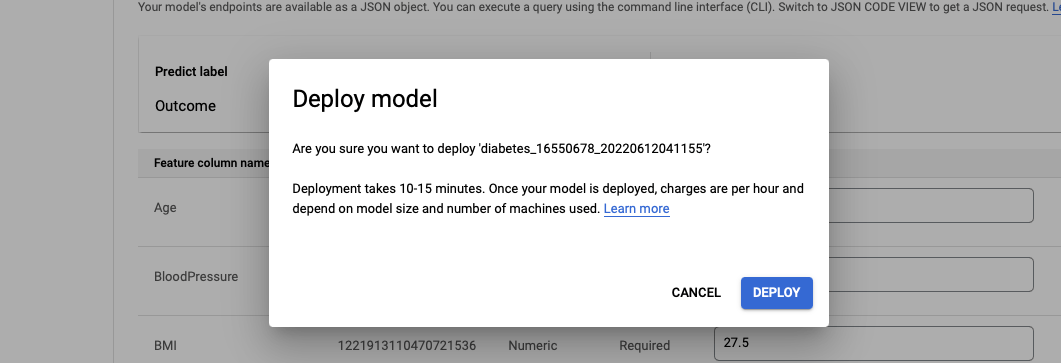 Your model's endpoints are available as a JSON object. You can execute a query using the command line interface (CLI). Switch to JSON CODE VIEW to get a JSON request.
Predict label
Outcome
Deploy model
Are you sure you want to deploy 'diabetes_16550678_20220612041155'?
Deployment takes 10-15 minutes. Once your model is deployed, charges are per hour and
depend on model size and number of machines used. Learn more
CANCEL DEPLOY
Feature column name
Age
BloodPressure
BMI 1221913110470721536 Numeric Required 27.5